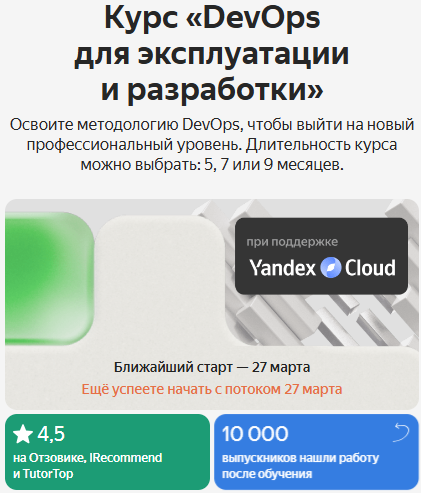 Курс «DevOps
для эксплуатации
и разработки»
Освоите методологию DevOps, чтобы выйти на новый
профессиональный уровень. Длительность курса
можно выбрать: 5, 7 или 9 месяцев.
при поддержке
Yandex Cloud
Ближайший старт — 27 марта
Ещё успеете начать с потоком 27 марта
4,5
на Отзовике, IRecommend
и TutorTop
10 000
выпускников нашли работу
после обучения